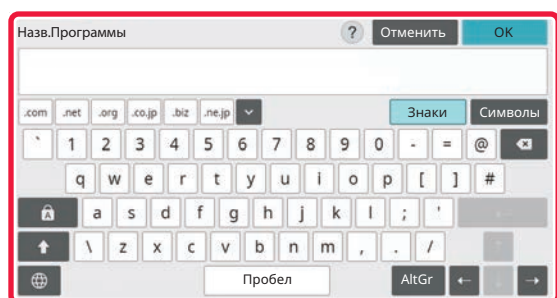 Назв.Программы ? Отменить OK
.com .net .org .co.jp .biz .ne.jp Знаки Символы
` 1 2 3 4 5 6 7 8 9 0 - = @
q w e r t y u i o p [ ] #
A a s d f g h j k l ; '
\ z x c v b n m , . /
Пробел AltGr